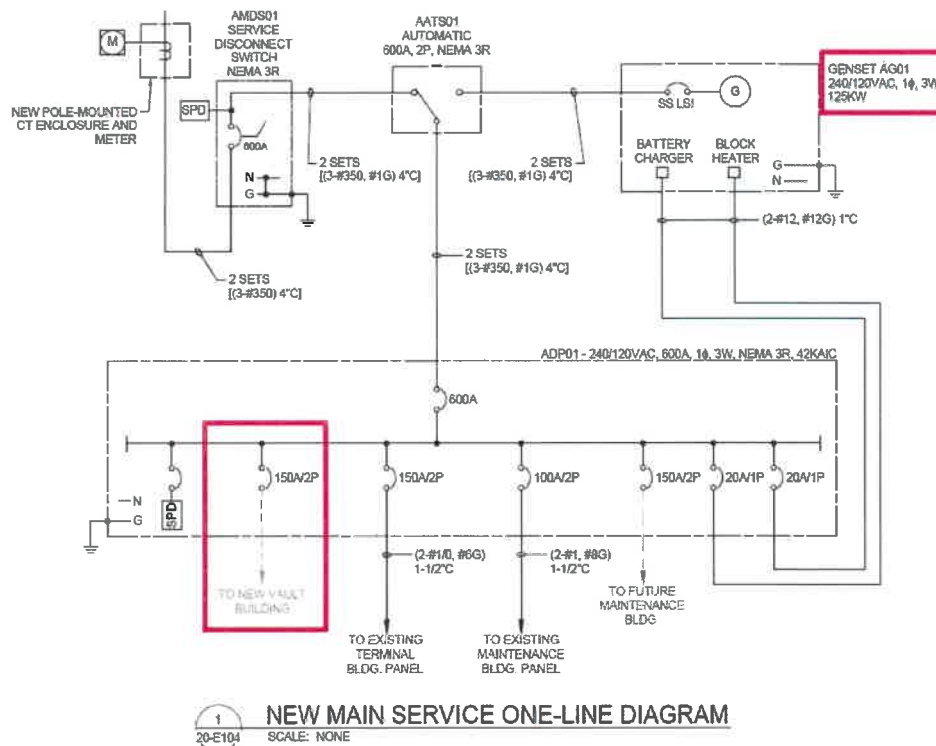 M
NEW POLE-MOUNTED
CT ENCLOSURE AND
METER
AMDS01
SERVICE
DISCONNECT
SWITCH
NEMA 3R
SPD
600A
N
G
2 SETS
[(3-#350) 4"C]
2 SETS
[(3-#350, #1G) 4"C]
AATS01
AUTOMATIC
600A, 2P, NEMA 3R
2 SETS
[(3-#350, #1G) 4"C]
2 SETS
[(3-#350, #1G) 4"C]
SS LSI
G
BATTERY
CHARGER
BLOCK
HEATER
G
N
GENSET AG01
240/120VAC, 1ϕ, 3W
125KW
(2-#12, #12G) 1"C
ADP01 - 240/120VAC, 600A, 1ϕ, 3W, NEMA 3R, 42KAIC
600A
N
G
SPD
150A/2P
150A/2P
100A/2P
150A/2P
20A/1P
20A/1P
(2-#1/0, #6G)
1-1/2"C
(2-#1, #8G)
1-1/2"C
TO NEW VAULT
BUILDING
TO EXISTING
TERMINAL
BLDG. PANEL
TO EXISTING
MAINTENANCE
BLDG. PANEL
TO FUTURE
MAINTENANCE
BLDG
1
20-E104
NEW MAIN SERVICE ONE-LINE DIAGRAM
SCALE: NONE